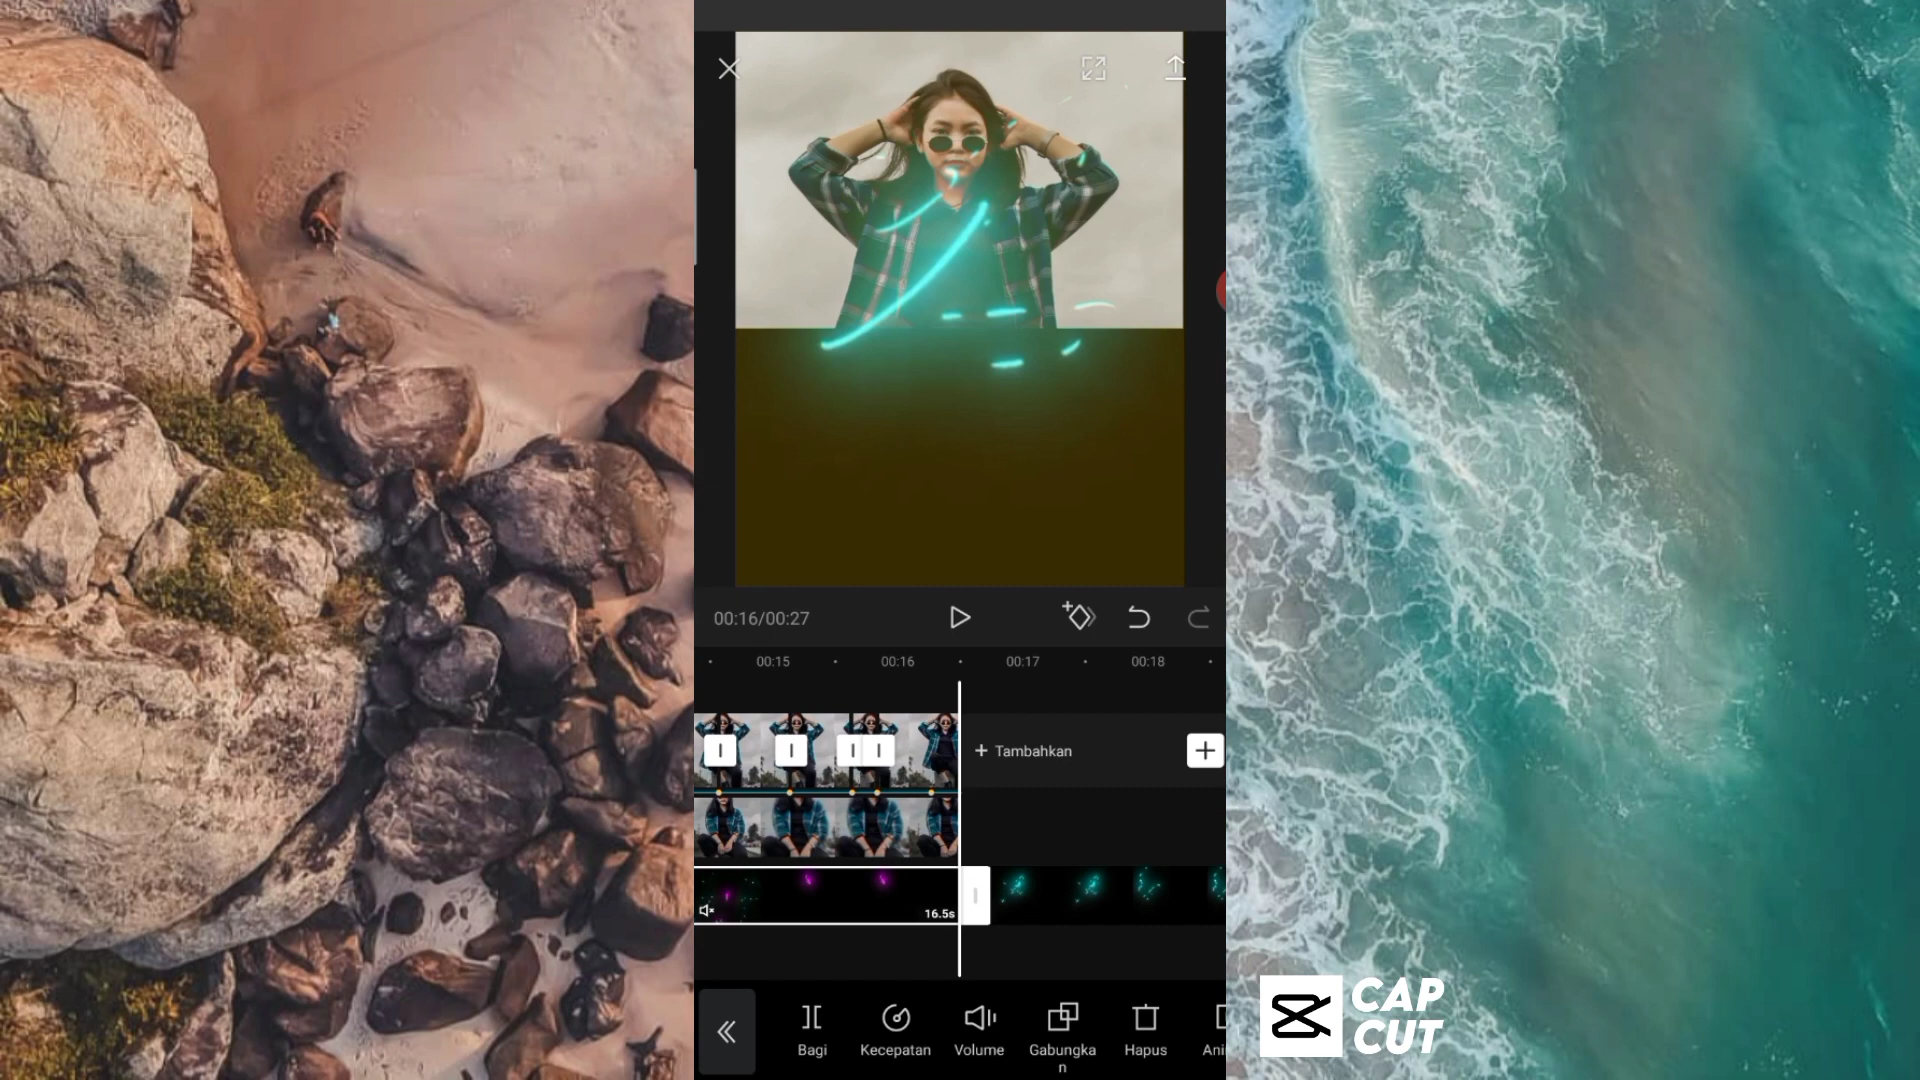 00:16/00:27
00:15
00:16
00:17
00:18
+ Tambahkan
16.5s
Bagi
Kecepatan
Volume
Gabungka
n
Hapus
Ani
CAP
CUT